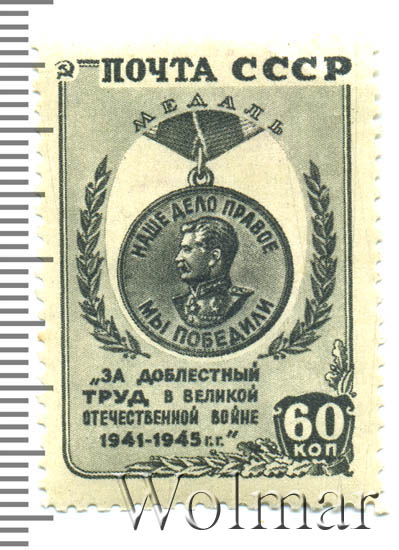 ПОЧТА СССР
МЕДАЛЬ
НАШЕ ДЕЛО ПРАВОЕ
МЫ ПОБЕДИЛИ
„ЗА ДОБЛЕСТНЫЙ
ТРУД В ВЕЛИКОЙ
ОТЕЧЕСТВЕННОЙ ВОЙНЕ
1941-1945 г.г."
60
КОП
Wolmar